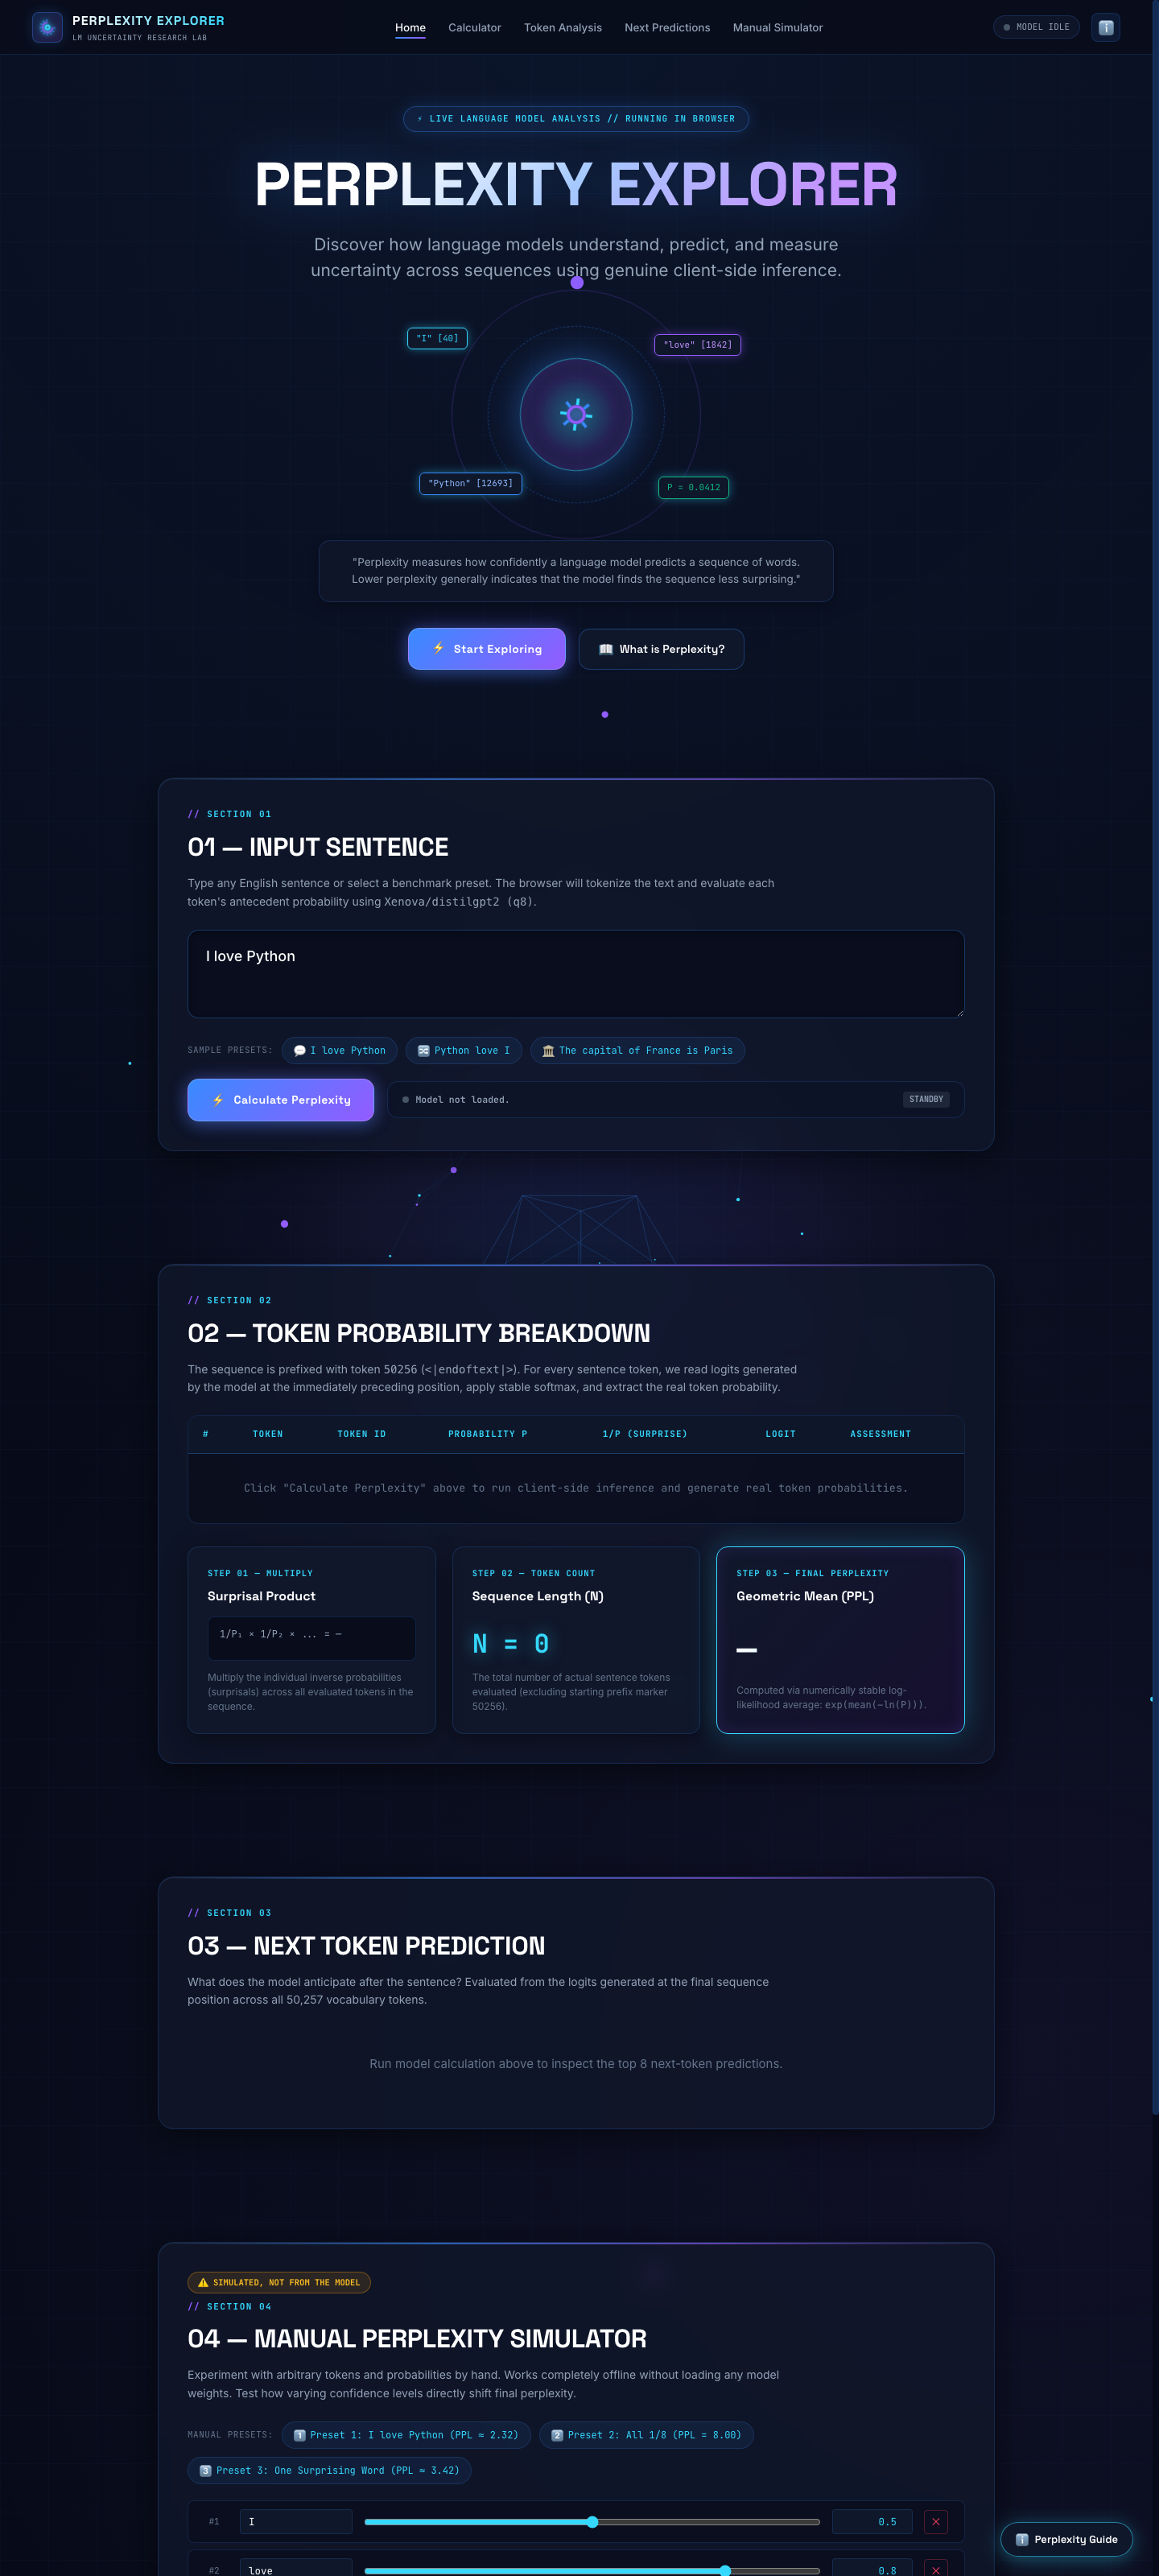 PERPLEXITY EXPLORER
LM UNCERTAINTY RESEARCH LAB
Home
Calculator
Token Analysis
Next Predictions
Manual Simulator
MODEL IDLE
⚡ LIVE LANGUAGE MODEL ANALYSIS // RUNNING IN BROWSER
PERPLEXITY EXPLORER
Discover how language models understand, predict, and measure
uncertainty across sequences using genuine client-side inference.
"I" [40]
"love" [1842]
"Python" [12693]
P = 0.0412
"Perplexity measures how confidently a language model predicts a sequence of words.
Lower perplexity generally indicates that the model finds the sequence less surprising."
⚡ Start Exploring
📖 What is Perplexity?
// SECTION 01
01 — INPUT SENTENCE
Type any English sentence or select a benchmark preset. The browser will tokenize the text and evaluate each
token's antecedent probability using Xenova/distilgpt2 (q8).
I love Python
SAMPLE PRESETS:
💬 I love Python
🔀 Python love I
🏛️ The capital of France is Paris
⚡ Calculate Perplexity
Model not loaded.
STANDBY
// SECTION 02
02 — TOKEN PROBABILITY BREAKDOWN
The sequence is prefixed with token 50256 (<|endoftext|>). For every sentence token, we read logits generated
by the model at the immediately preceding position, apply stable softmax, and extract the real token probability.
# TOKEN TOKEN ID PROBABILITY P 1/P (SURPRISE) LOGIT ASSESSMENT
Click "Calculate Perplexity" above to run client-side inference and generate real token probabilities.
STEP 01 — MULTIPLY
Surprisal Product
1/P₁ × 1/P₂ × ... = —
Multiply the individual inverse probabilities
(surprisals) across all evaluated tokens in the
sequence.
STEP 02 — TOKEN COUNT
Sequence Length (N)
N = 0
The total number of actual sentence tokens
evaluated (excluding starting prefix marker
50256).
STEP 03 — FINAL PERPLEXITY
Geometric Mean (PPL)
—
Computed via numerically stable log-
likelihood average: exp(mean(−ln(P))).
// SECTION 03
03 — NEXT TOKEN PREDICTION
What does the model anticipate after the sentence? Evaluated from the logits generated at the final sequence
position across all 50,257 vocabulary tokens.
Run model calculation above to inspect the top 8 next-token predictions.
⚠️ SIMULATED, NOT FROM THE MODEL
// SECTION 04
04 — MANUAL PERPLEXITY SIMULATOR
Experiment with arbitrary tokens and probabilities by hand. Works completely offline without loading any model
weights. Test how varying confidence levels directly shift final perplexity.
MANUAL PRESETS:
1️⃣ Preset 1: I love Python (PPL ≈ 2.32)
2️⃣ Preset 2: All 1/8 (PPL = 8.00)
3️⃣ Preset 3: One Surprising Word (PPL ≈ 3.42)
#1 I 0.5 ✕
ℹ️ Perplexity Guide
#2 love 0.8 ✕